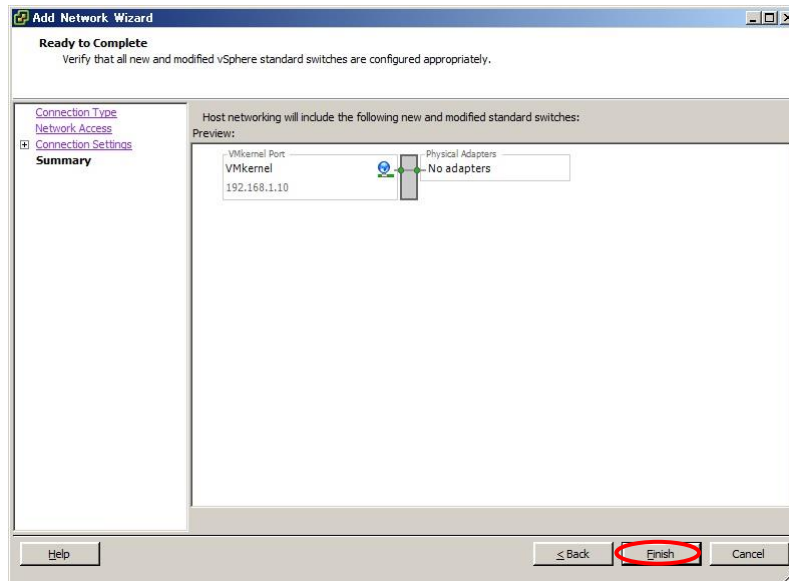 Add Network Wizard
Ready to Complete
Verify that all new and modified vSphere standard switches are configured appropriately.
Connection Type
Network Access
Connection Settings
Summary
Host networking will include the following new and modified standard switches:
Preview:
VMkernel Port
VMkernel
192.168.1.10
Physical Adapters
No adapters
Help
≤ Back
Finish
Cancel